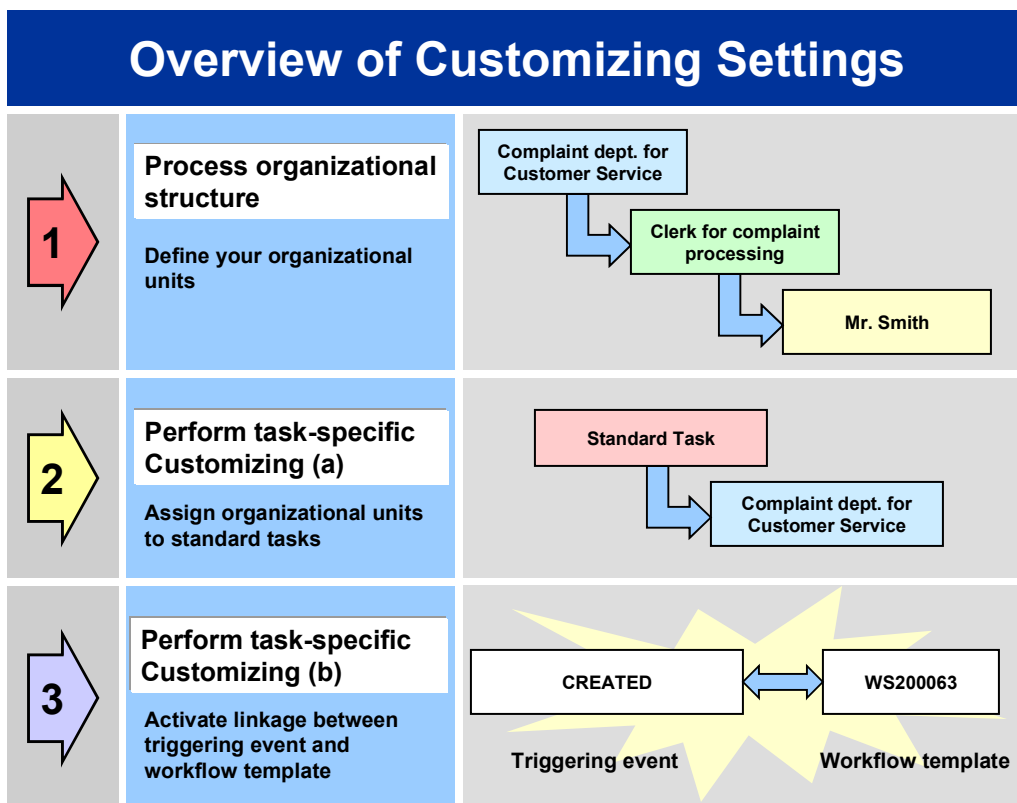 Overview of Customizing Settings
1
Process organizational
structure
Define your organizational
units
Complaint dept. for
Customer Service
Clerk for complaint
processing
Mr. Smith
2
Perform task-specific
Customizing (a)
Assign organizational units
to standard tasks
Standard Task
Complaint dept. for
Customer Service
3
Perform task-specific
Customizing (b)
Activate linkage between
triggering event and
workflow template
CREATED
WS200063
Triggering event
Workflow template